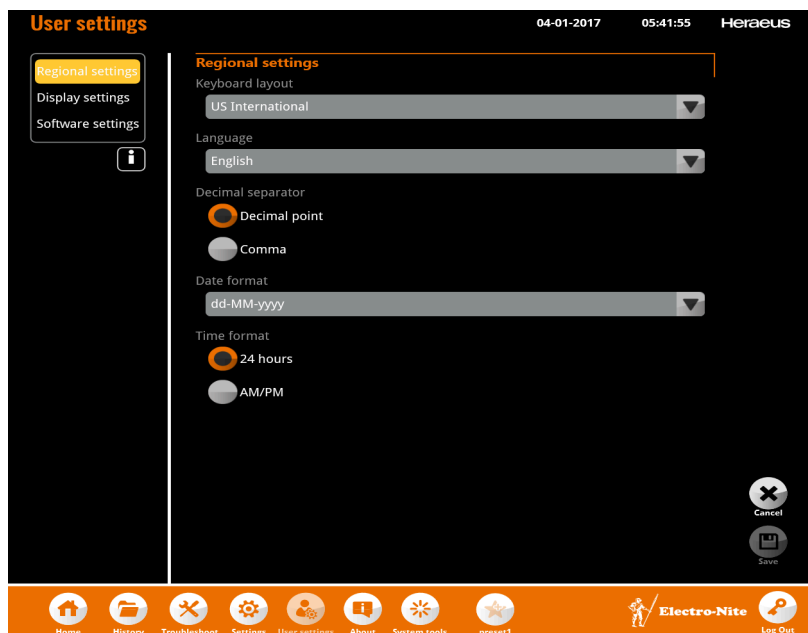 User settings
04-01-2017
05:41:55
Heraeus
Regional settings
Display settings
Software settings
i
Regional settings
Keyboard layout
US International
Language
English
Decimal separator
Decimal point
Comma
Date format
dd-MM-yyyy
Time format
24 hours
AM/PM
Cancel
Save
Home
History
Troubleshoot
Settings
User settings
About
System tools
preset1
Electro-Nite
Log Out